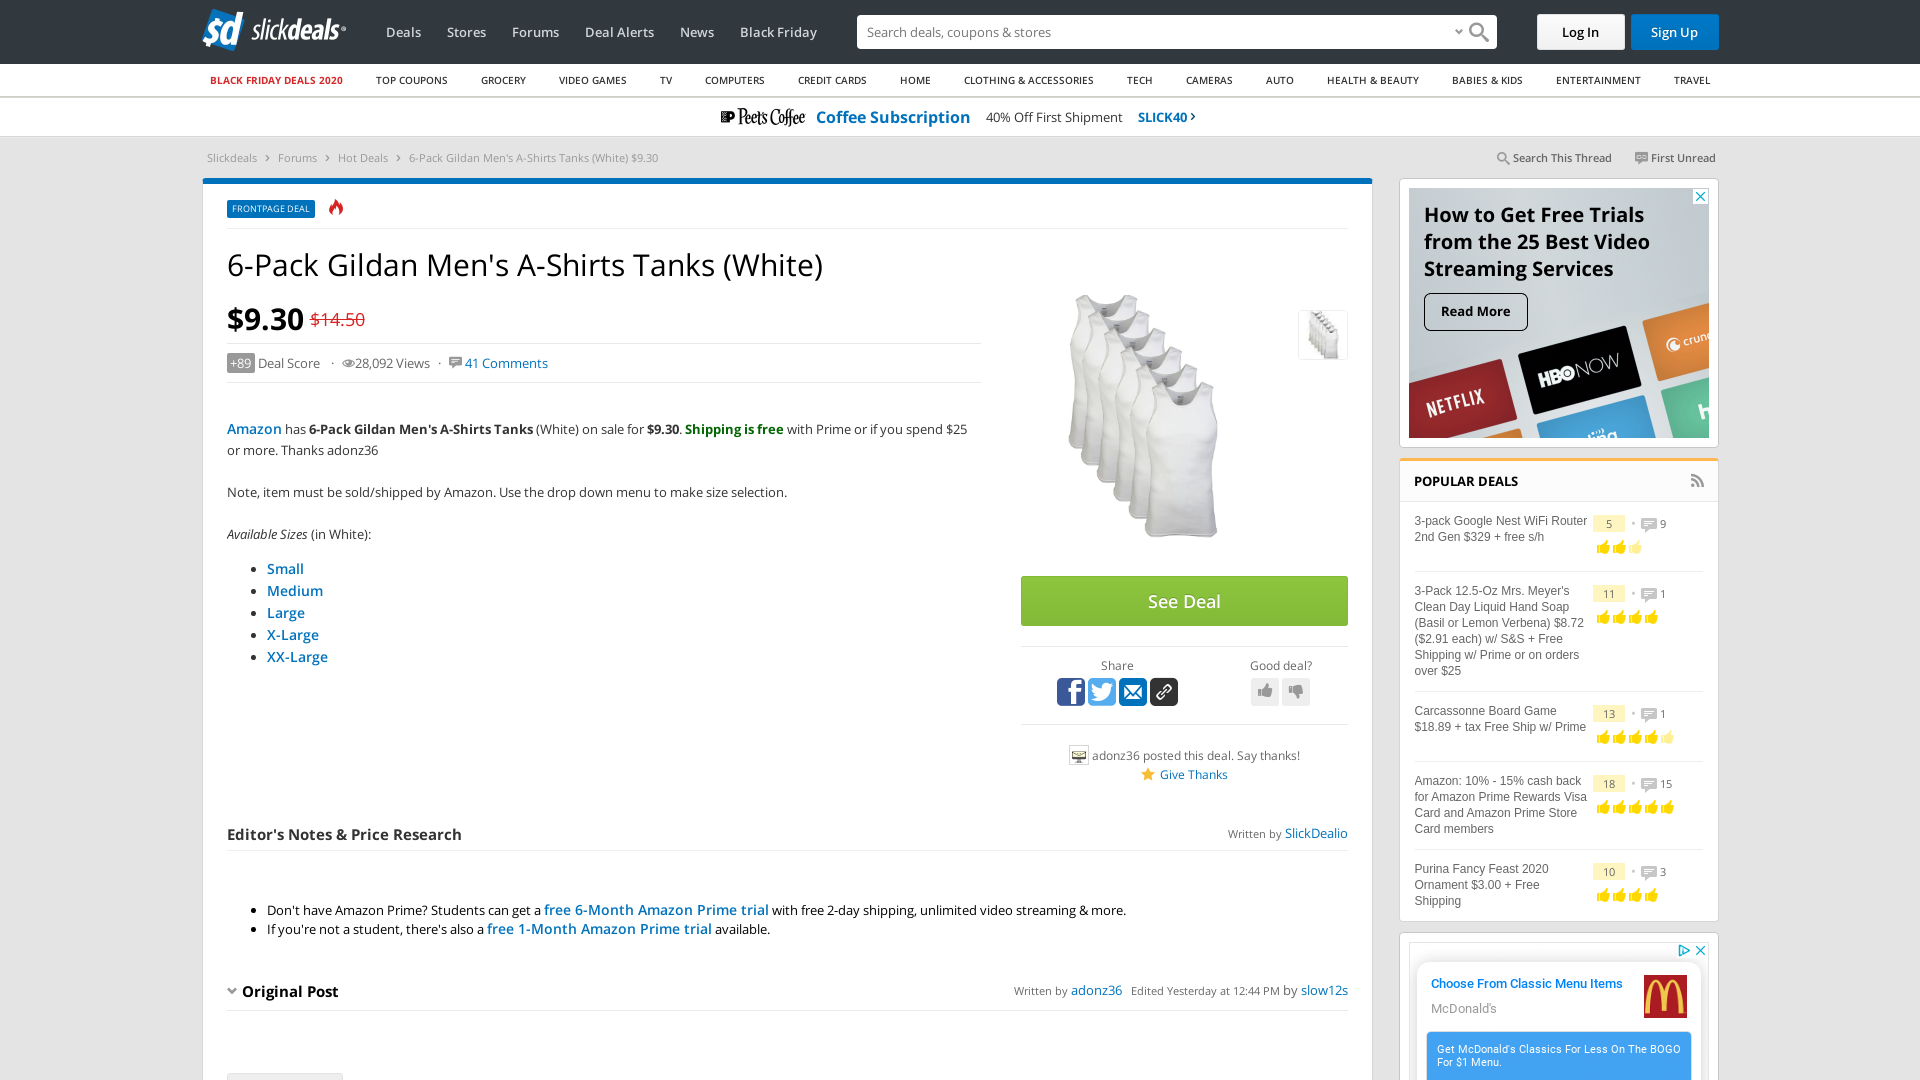 slickdeals
Deals
Stores
Forums
Deal Alerts
News
Black Friday
Search deals, coupons & search
Log In
Sign Up
BLACK FRIDAY DEALS 2020
TOP COUPONS
GROCERY
VIDEO GAMES
TV
COMPUTERS
CREDIT CARDS
HOME
CLOTHING & ACCESSORIES
TECH
CAMERAS
AUTO
HEALTH & BEAUTY
BABIES & KIDS
ENTERTAINMENT
TRAVEL
Peet's Coffee Coffee Subscription 40% Off First Shipment SLICK40
Slickdeals > Forums > Hot Deals > 6-Pack Gildan Men's A-Shirts Tanks (White) $9.30
Search This Thread
First Unread
FRONTPAGE DEAL
6-Pack Gildan Men's A-Shirts Tanks (White)
$9.30 $14.50
+89 Deal Score · 28,092 Views · 41 Comments
Amazon has 6-Pack Gildan Men's A-Shirts Tanks (White) on sale for $9.30. Shipping is free with Prime or if you spend $25
or more. Thanks adonz36
Note, item must be sold/shipped by Amazon. Use the drop down menu to make size selection.
Available Sizes (in White):
Small
Medium
Large
X-Large
XX-Large
See Deal
Share
Good deal?
adonz36 posted this deal. Say thanks!
Give Thanks
Editor's Notes & Price Research
Written by SlickDealio
Don't have Amazon Prime? Students can get a free 6-Month Amazon Prime trial with free 2-day shipping, unlimited video streaming & more.
If you're not a student, there's also a free 1-Month Amazon Prime trial available.
Original Post
Written by adonz36 Edited Yesterday at 12:44 PM by slow12s
How to Get Free Trials
from the 25 Best Video
Streaming Services
Read More
NETFLIX
HBO NOW
crun
POPULAR DEALS
3-pack Google Nest WiFi Router
2nd Gen $329 + free s/h
5 • 9
3-Pack 12.5-Oz Mrs. Meyer's
Clean Day Liquid Hand Soap
(Basil or Lemon Verbena) $8.72
($2.91 each) w/ S&S + Free
Shipping w/ Prime or on orders
over $25
11 • 1
Carcassonne Board Game
$18.89 + tax Free Ship w/ Prime
13 • 1
Amazon: 10% - 15% cash back
for Amazon Prime Rewards Visa
Card and Amazon Prime Store
Card members
18 • 15
Purina Fancy Feast 2020
Ornament $3.00 + Free
Shipping
10 • 3
Choose From Classic Menu Items
McDonald's
Get McDonald's Classics For Less On The BOGO
For $1 Menu.